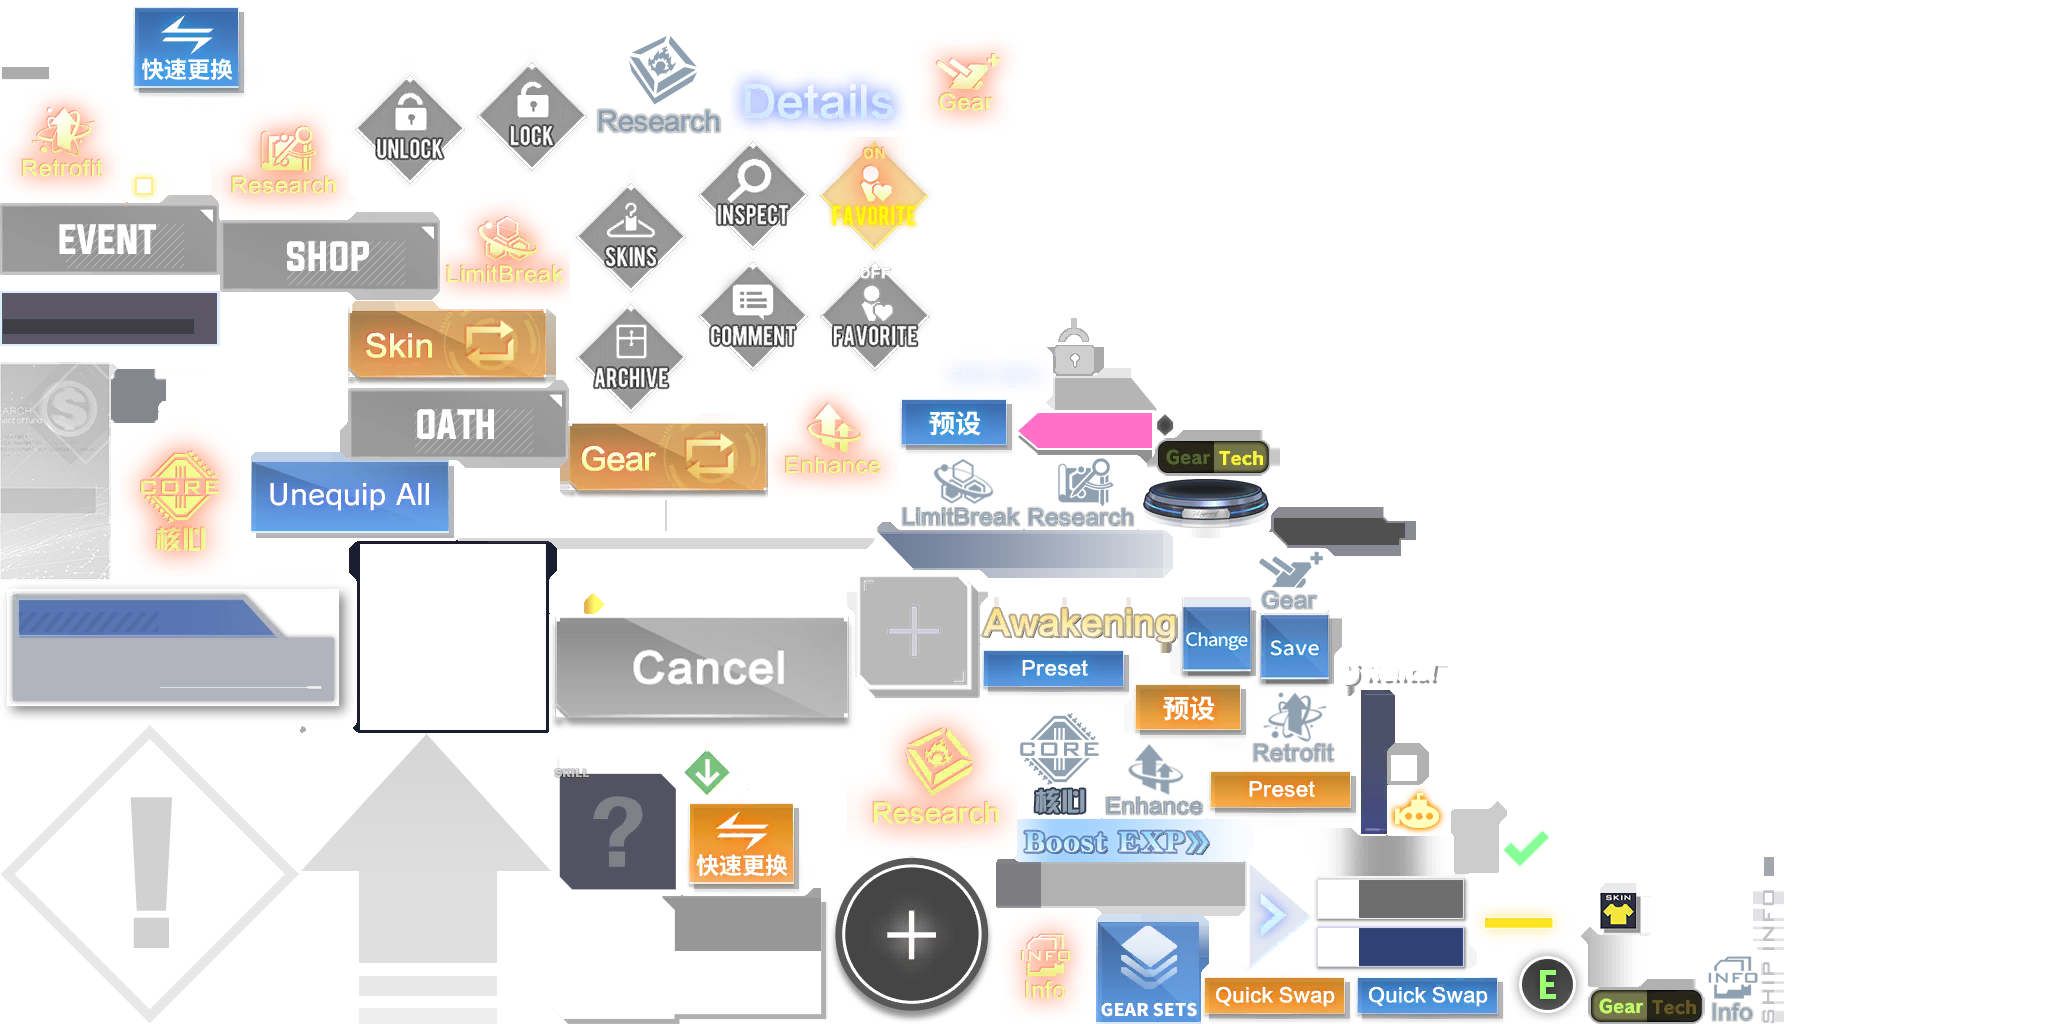 快速更换
Retrofit
Research
UNLOCK
LOCK
Research
Details
Gear
EVENT
SHOP
LimitBreak
SKINS
INSPECT
ON
FAVORITE
Skin
ARCHIVE
COMMENT
OFF
FAVORITE
OATH
Gear
Enhance
预设
Gear Tech
CORE
核心
Unequip All
LimitBreak
Research
Gear
Awakening
Change
Save
Cancel
Preset
预设
Retrofit
SKILL
?
快速更换
Research
CORE
核心
Enhance
Preset
Boost EXP
INFO
Info
GEAR SETS
Quick Swap
Quick Swap
E
SKIN
Gear Tech
INFO
Info
SHIP INFO